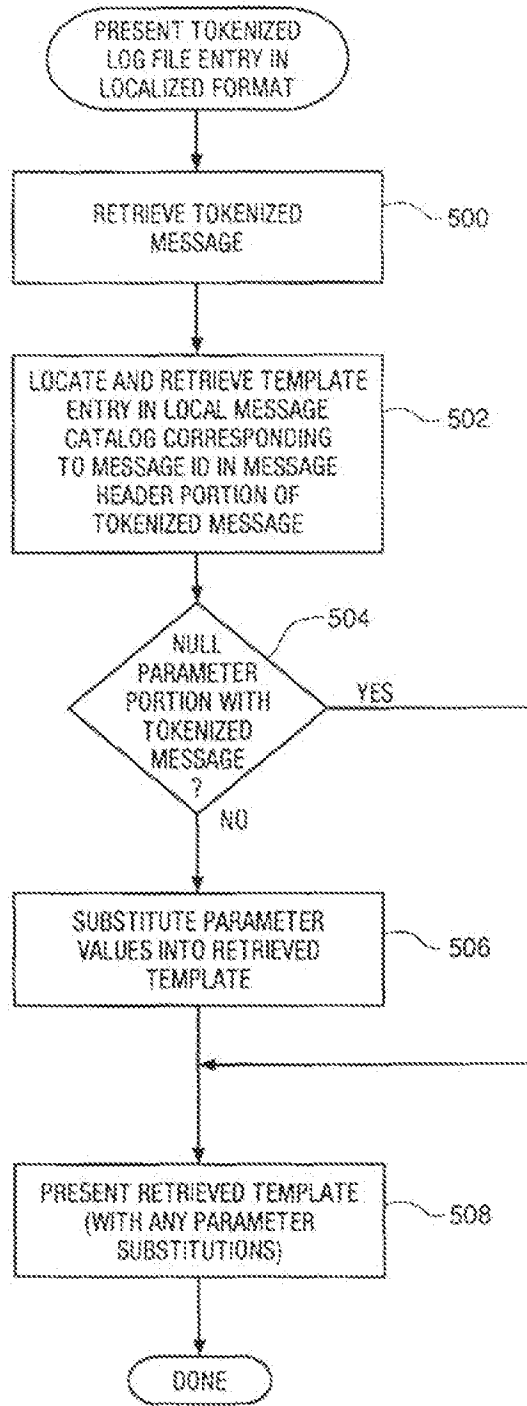 PRESENT TOKENIZED
LOG FILE ENTRY IN
LOCALIZED FORMAT
RETRIEVE TOKENIZED
MESSAGE
500
LOCATE AND RETRIEVE TEMPLATE
ENTRY IN LOCAL MESSAGE
CATALOG CORRESPONDING
TO MESSAGE ID IN MESSAGE
HEADER PORTION OF
TOKENIZED MESSAGE
502
504
NULL
PARAMETER
PORTION WITH
TOKENIZED
MESSAGE
?
YES
NO
SUBSTITUTE PARAMETER
VALUES INTO RETRIEVED
TEMPLATE
506
PRESENT RETRIEVED TEMPLATE
(WITH ANY PARAMETER
SUBSTITUTIONS)
508
DONE